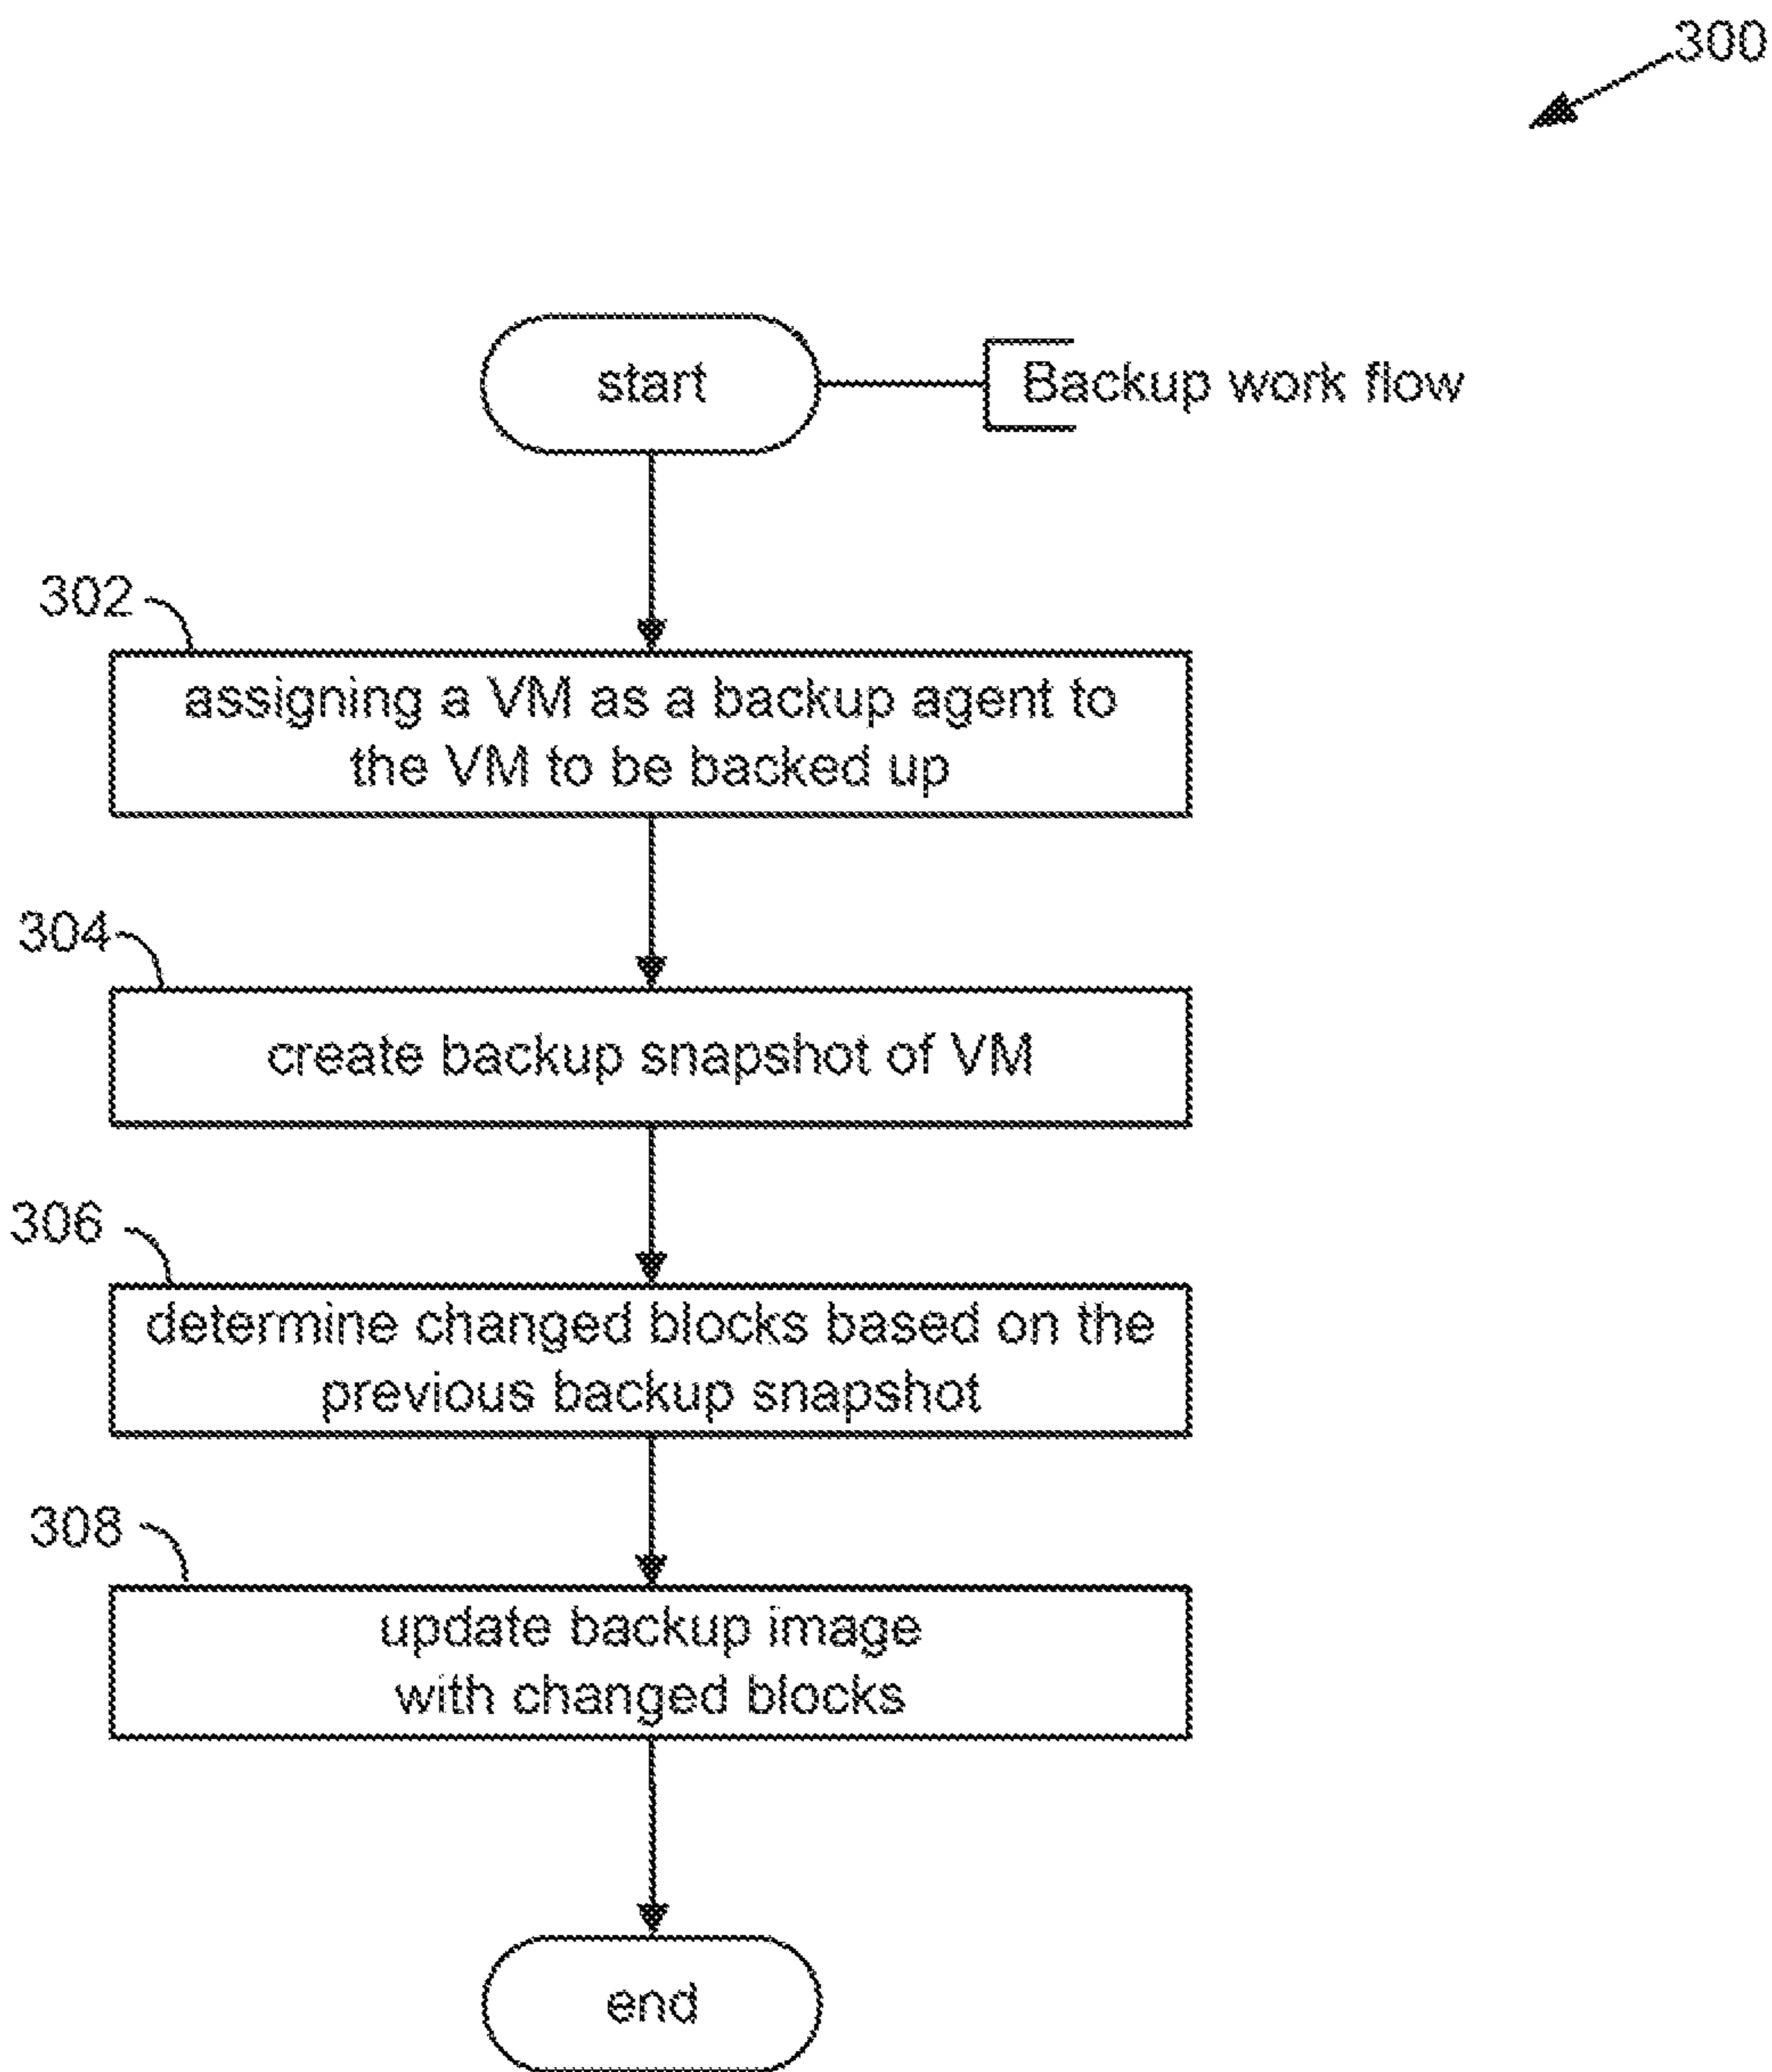 300
start
Backup work flow
302
assigning a VM as a backup agent to
the VM to be backed up
304
create backup snapshot of VM
306
determine changed blocks based on the
previous backup snapshot
308
update backup image
with changed blocks
end